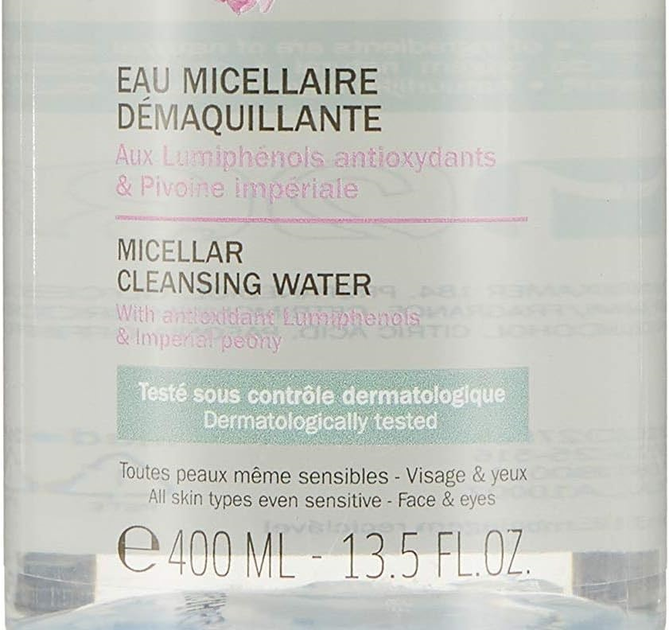 EAU MICELLAIRE
DÉMAQUILLANTE
Aux Lumiphénols antioxydants
& Pivoine impériale
MICELLAR
CLEANSING WATER
With antioxidant Lumiphenols
& Imperial peony
Testé sous contrôle dermatologique
Dermatologically tested
Toutes peaux même sensibles - Visage & yeux
All skin types even sensitive - Face & eyes
℮ 400 ML - 13.5 FL.OZ.